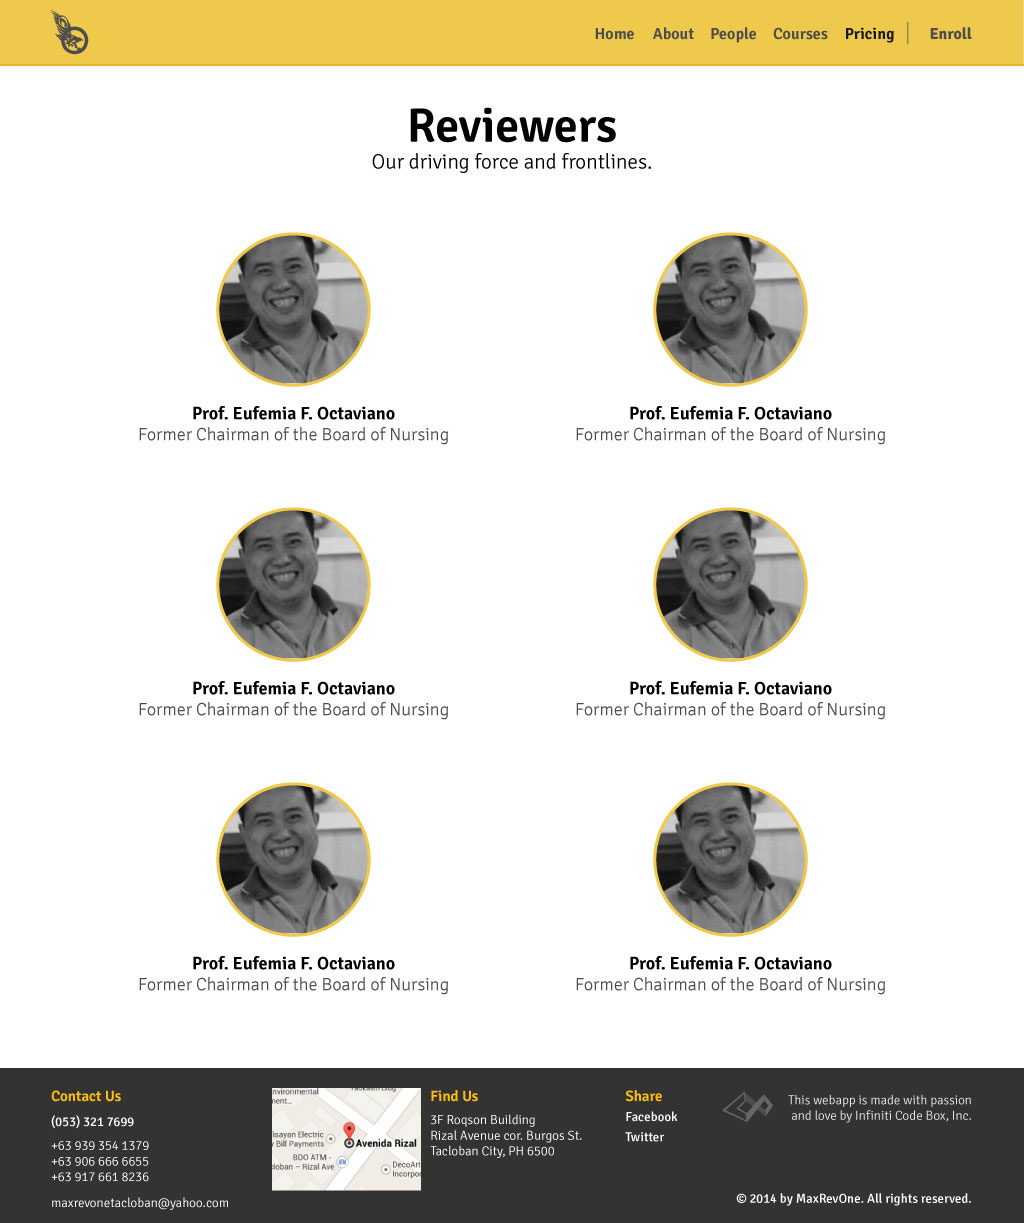 Home About People Courses Pricing Enroll
Reviewers
Our driving force and frontlines.
Prof. Eufemia F. Octaviano
Former Chairman of the Board of Nursing
Prof. Eufemia F. Octaviano
Former Chairman of the Board of Nursing
Prof. Eufemia F. Octaviano
Former Chairman of the Board of Nursing
Prof. Eufemia F. Octaviano
Former Chairman of the Board of Nursing
Prof. Eufemia F. Octaviano
Former Chairman of the Board of Nursing
Prof. Eufemia F. Octaviano
Former Chairman of the Board of Nursing
Contact Us
(053) 321 7699
+63 939 354 1379
+63 906 666 6655
+63 917 661 8236
maxrevonetacloban@yahoo.com
nvironmental
ment...
isayan Electric
Bill Payments
Avenida Rizal
BDO ATM -
cloban – Rizal Ave
DecoArt
Incorpor
Find Us
3F Roqson Building
Rizal Avenue cor. Burgos St.
Tacloban City, PH 6500
Share
Facebook
Twitter
This webapp is made with passion
and love by Infiniti Code Box, Inc.
© 2014 by MaxRevOne. All rights reserved.